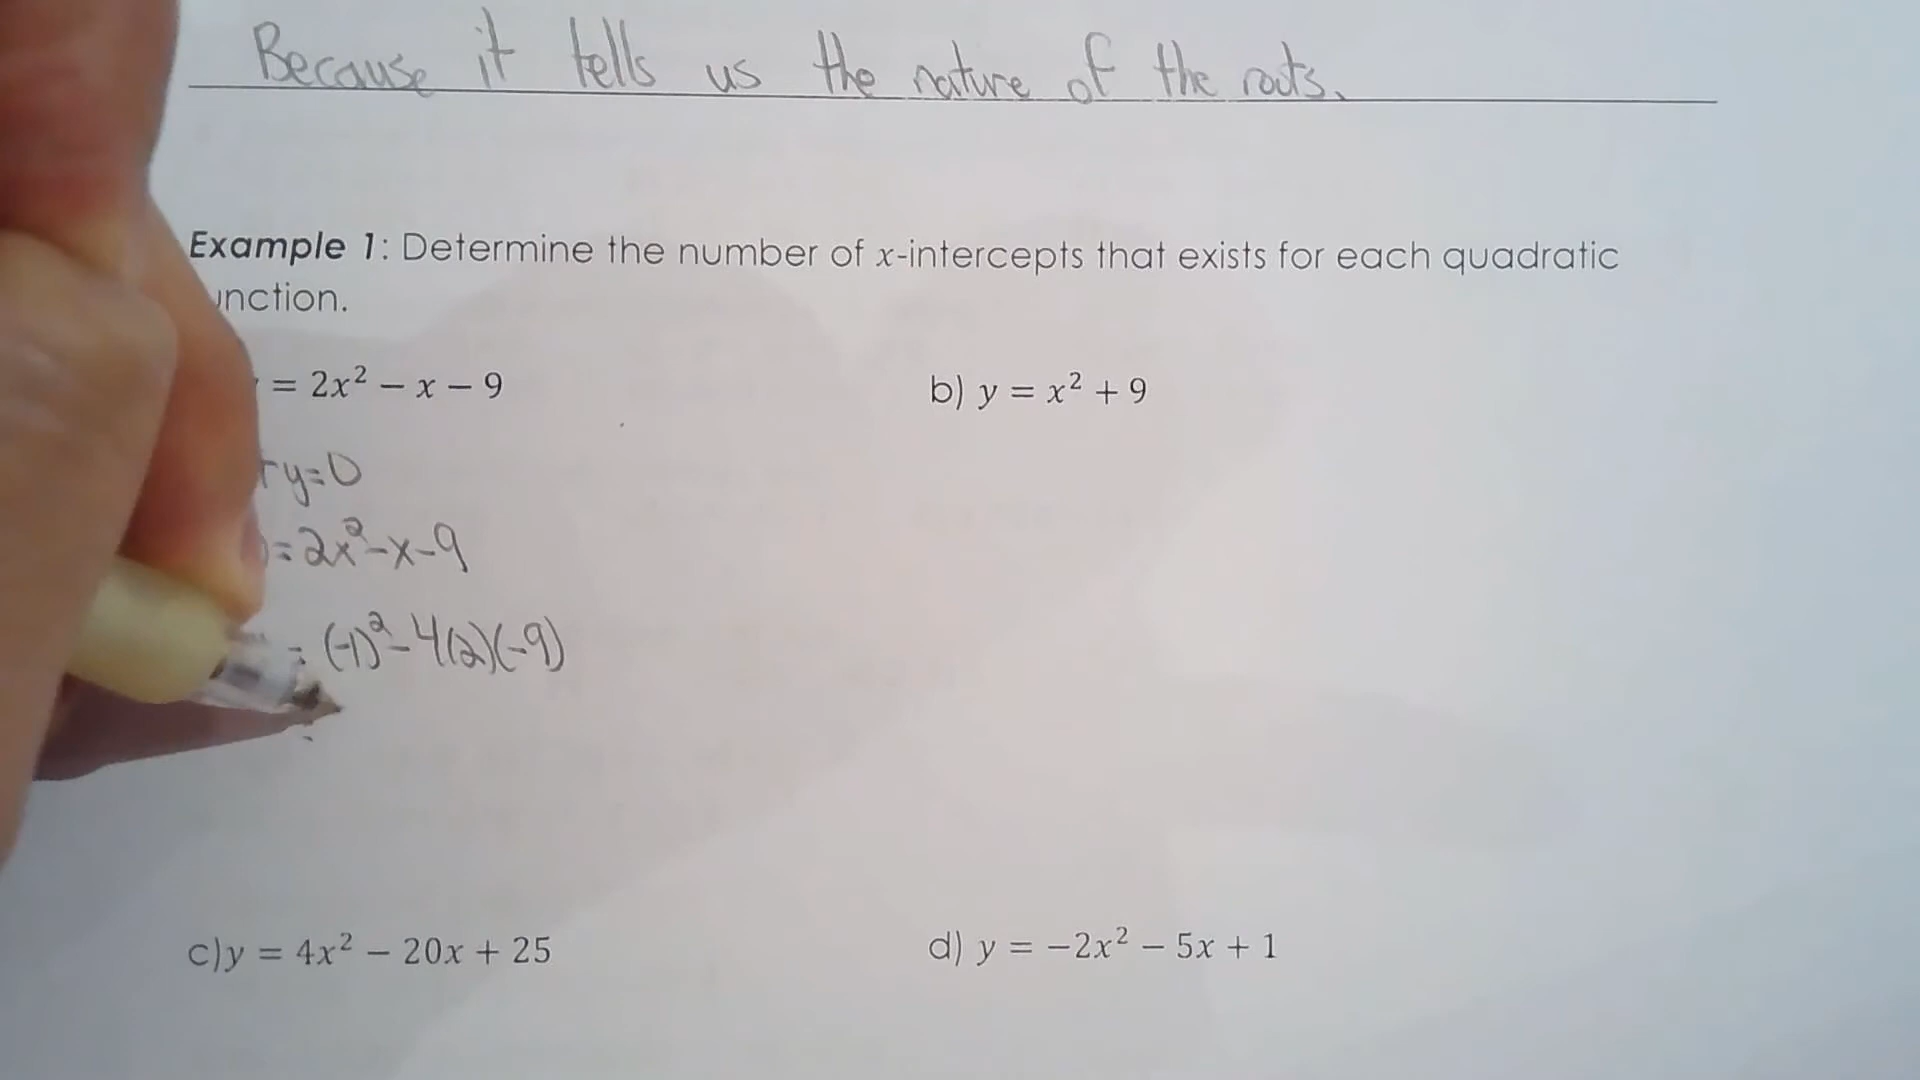 Because it tells us the nature of the roots.
Example 1: Determine the number of x-intercepts that exists for each quadratic
unction.
= 2x² − x − 9
b) y = x² + 9
y=0
=2x²-x-9
= (-1)²-4(2)(-9)
c)y = 4x² − 20x + 25
d) y = −2x² − 5x + 1